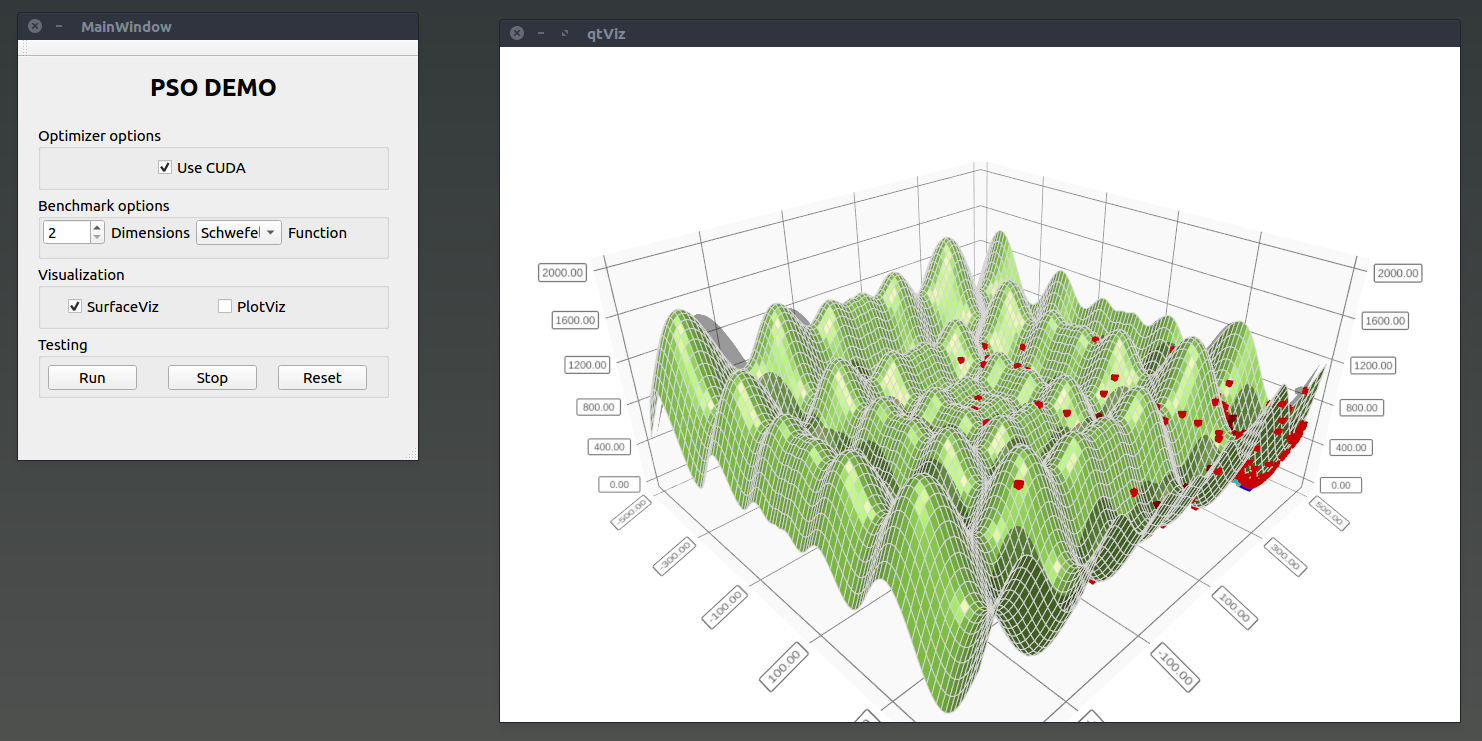 MainWindow
PSO DEMO
Optimizer options
Use CUDA
Benchmark options
2 Dimensions Schwefel Function
Visualization
SurfaceViz PlotViz
Testing
Run Stop Reset
qtViz
2000.00 2000.00
1600.00 1600.00
1200.00 1200.00
800.00 800.00
400.00 400.00
0.00 0.00
-500.00 500.00
-300.00 300.00
-100.00 100.00
100.00 -100.00